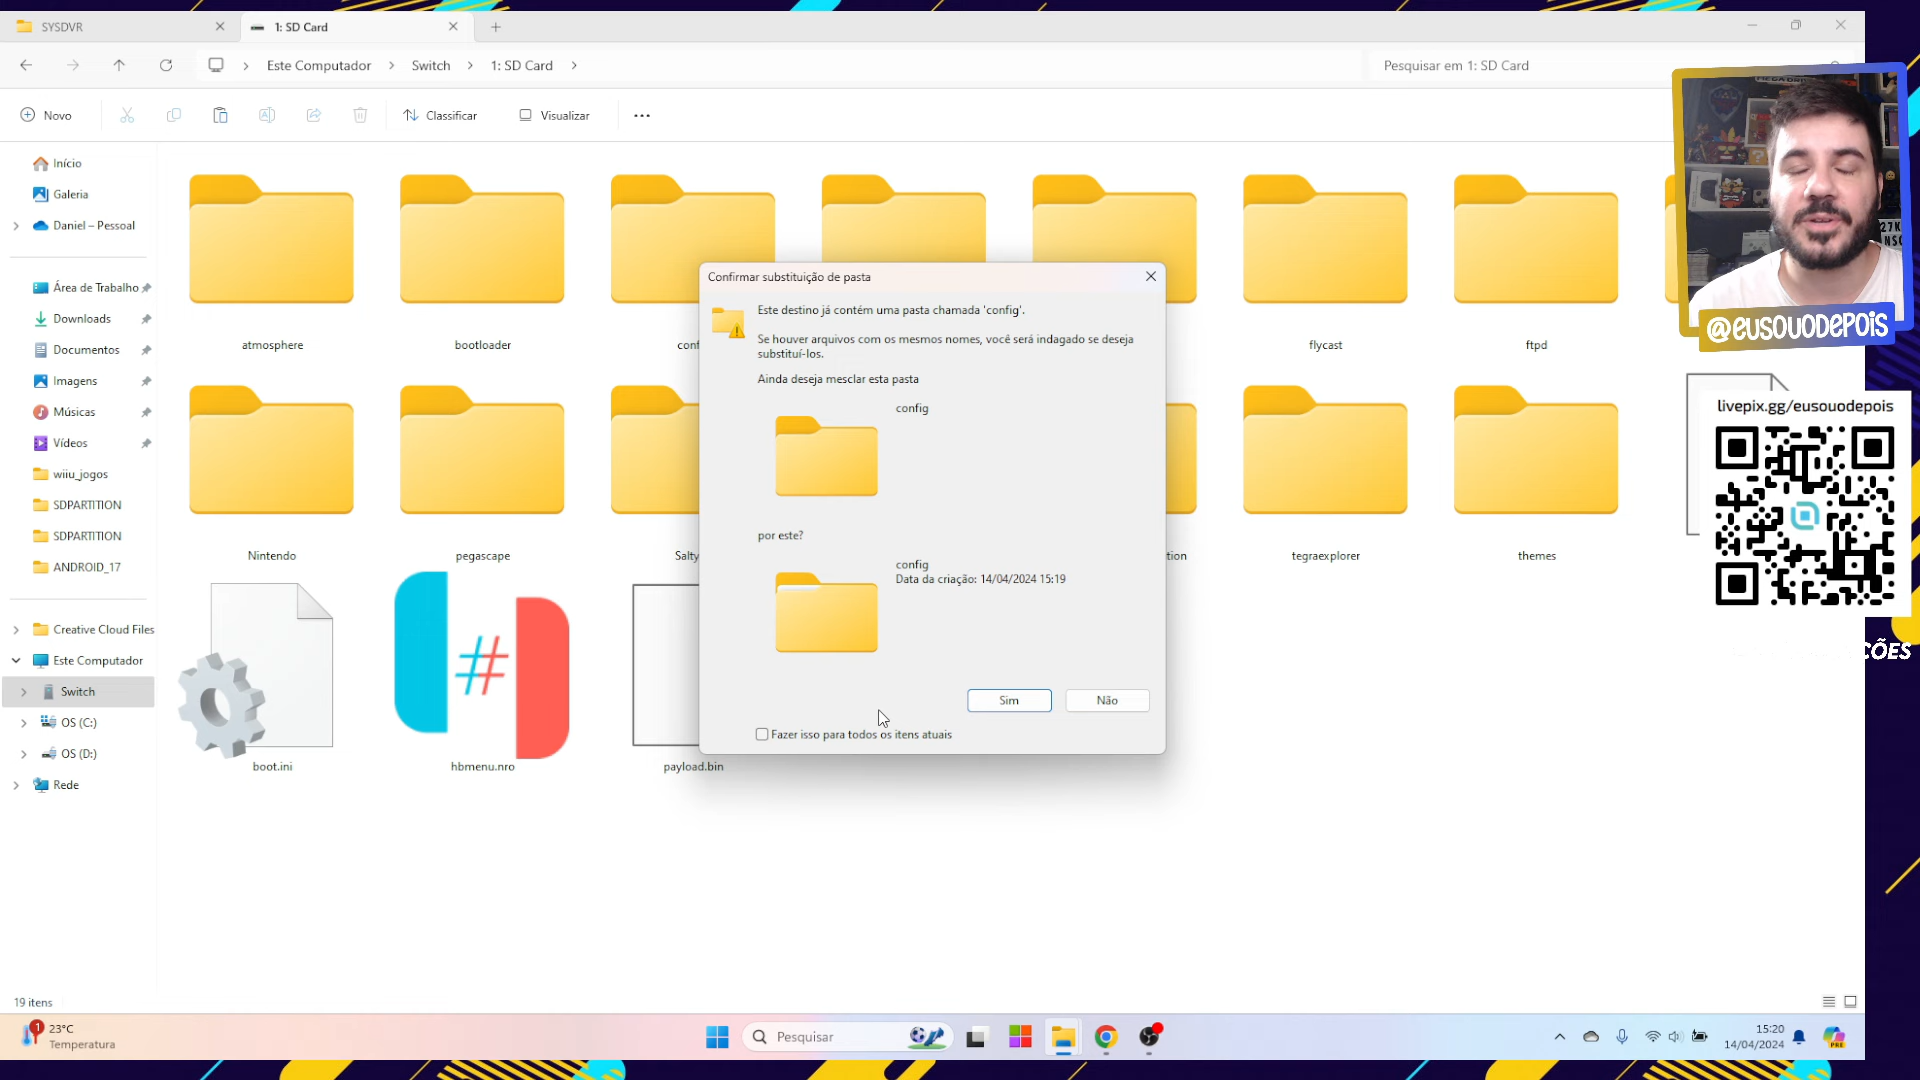 SYSDVR
1: SD Card
Este Computador
Switch
1: SD Card
Pesquisar em 1: SD Card
Novo
Classificar
Visualizar
Início
Galeria
Daniel – Pessoal
Área de Trabalho
Downloads
Documentos
Imagens
Músicas
Vídeos
wiiu_jogos
SDPARTITION
SDPARTITION
ANDROID_17
Creative Cloud Files
Este Computador
Switch
OS (C:)
OS (D:)
Rede
atmosphere
bootloader
conf
flycast
ftpd
Nintendo
pegascape
Salty
tion
tegraexplorer
themes
boot.ini
#
hbmenu.nro
payload.bin
Confirmar substituição de pasta
Este destino já contém uma pasta chamada 'config'.
Se houver arquivos com os mesmos nomes, você será indagado se deseja
substituí-los.
Ainda deseja mesclar esta pasta
config
por este?
config
Data da criação: 14/04/2024 15:19
Sim
Não
Fazer isso para todos os itens atuais
@EUSOUODEPOIS
livepix.gg/eusouodepois
ÇÕES
19 itens
1
23°C
Temperatura
Pesquisar
15:20
14/04/2024
PRE